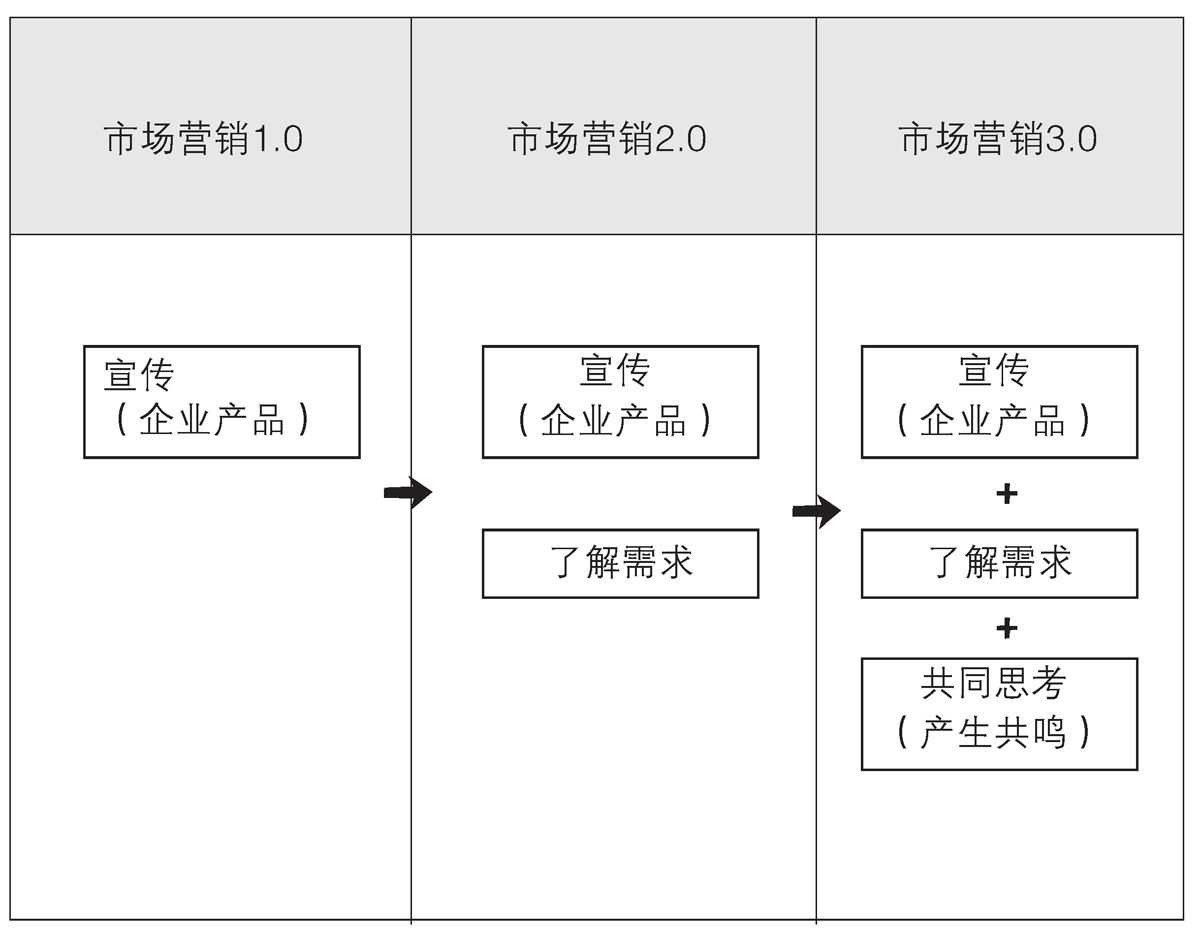 市场营销1.0
市场营销2.0
市场营销3.0
宣传
（企业产品）
宣传
（企业产品）
了解需求
宣传
（企业产品）
+
了解需求
+
共同思考
（产生共鸣）